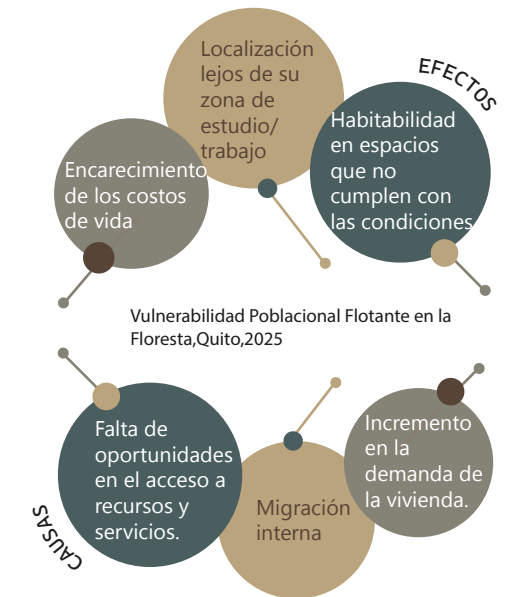 EFECTOS
Localización
lejos de su
zona de
estudio/
trabajo
Encarecimiento
de los costos
de vida
Habitabilidad
en espacios
que no
cumplen con
las condiciones
Vulnerabilidad Poblacional Flotante en la
Floresta,Quito,2025
Falta de
oportunidades
en el acceso a
recursos y
servicios.
Migración
interna
Incremento
en la
demanda de
la vivienda.
CAUSAS